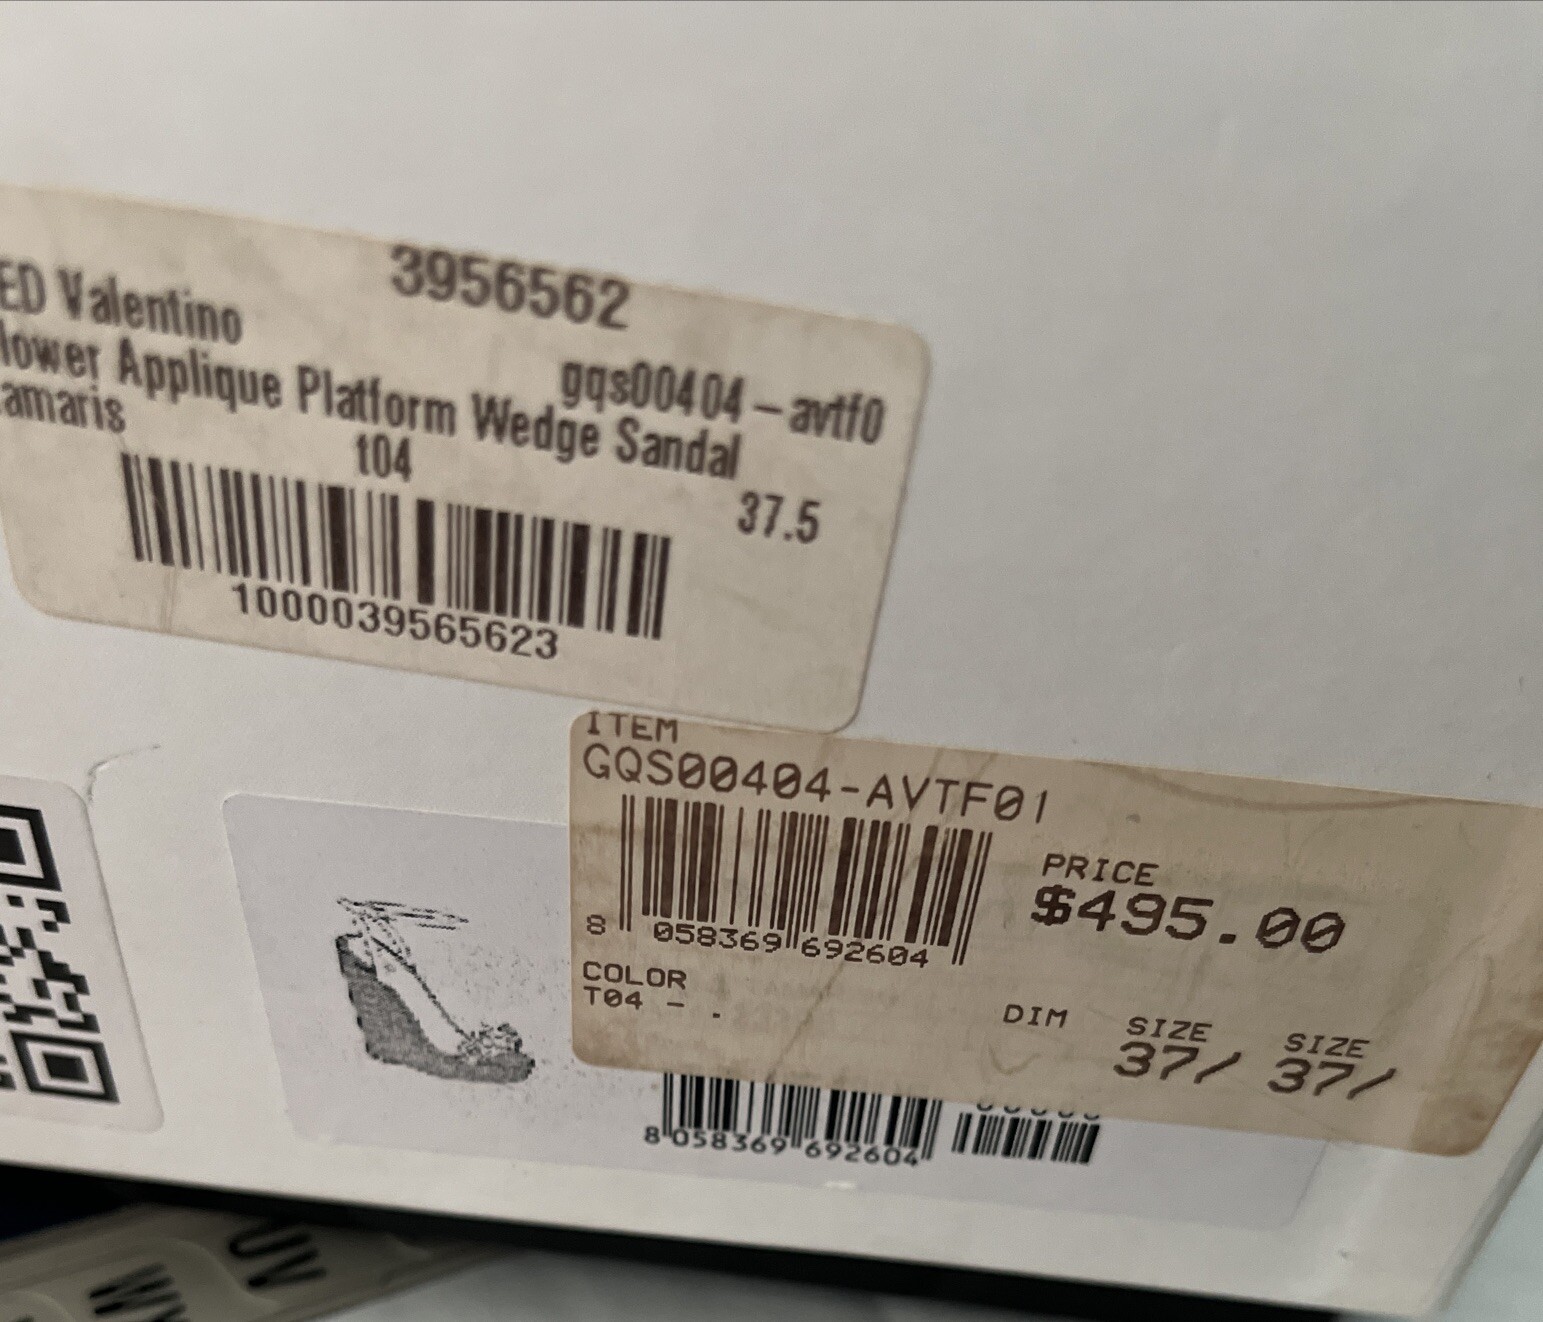 3956562
ED Valentino
gqs00404-avtf0
lower Applique Platform Wedge Sandal
amaris
t04
37.5
1000039565623
ITEM
GQS00404-AVTF01
8 058369 692604
PRICE
$495.00
COLOR
T04 - .
DIM SIZE SIZE
37/ 37/
8 058369 692604
UV